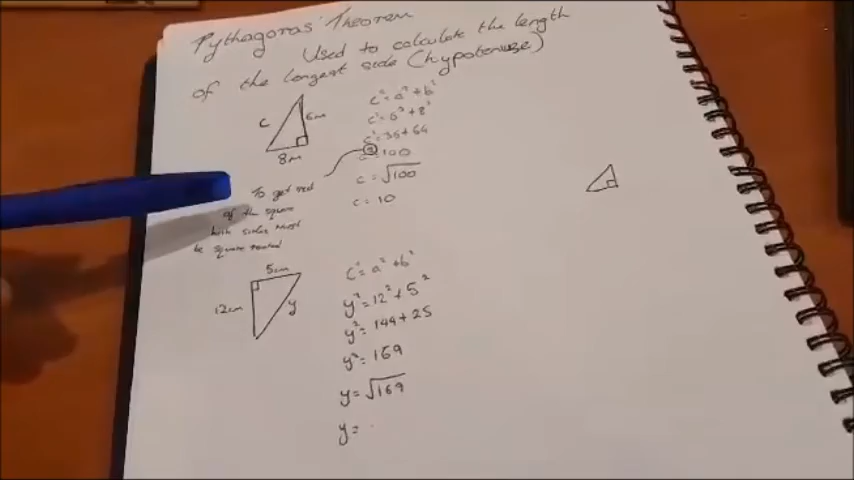 Pythagoras' Theorem
Used to calculate the length
of the longest side (hypotenuse)
c
6m
8m
c² = a² + b²
c² = 6² + 8²
c² = 36 + 64
c² = 100
c = √100
c = 10
To get rid
of the square
both sides must
be square rooted
5cm
12cm
y
c² = a² + b²
y² = 12² + 5²
y² = 144 + 25
y² = 169
y = √169
y =